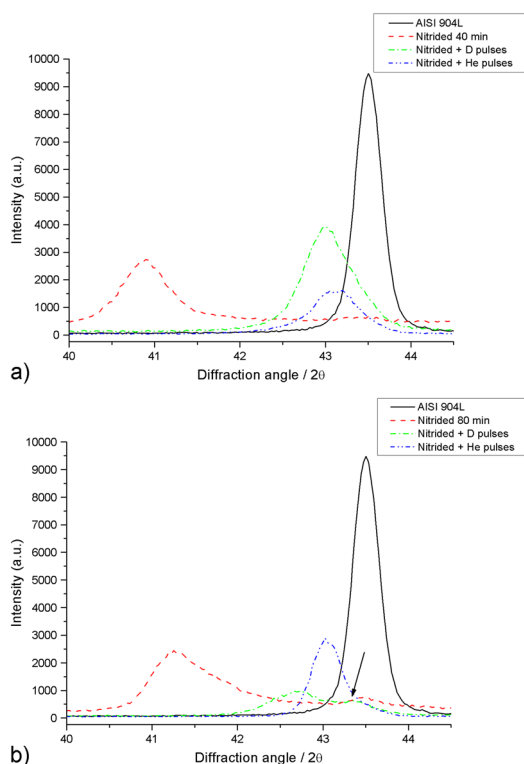 AISI 904L
Nitrided 40 min
Nitrided + D pulses
Nitrided + He pulses
10000
9000
8000
7000
6000
5000
4000
3000
2000
1000
0
Intensity (a.u.)
40 41 42 43 44
Diffraction angle / 2θ
a)
AISI 904L
Nitrided 80 min
Nitrided + D pulses
Nitrided + He pulses
10000
9000
8000
7000
6000
5000
4000
3000
2000
1000
0
Intensity (a.u.)
40 41 42 43 44
Diffraction angle / 2θ
b)